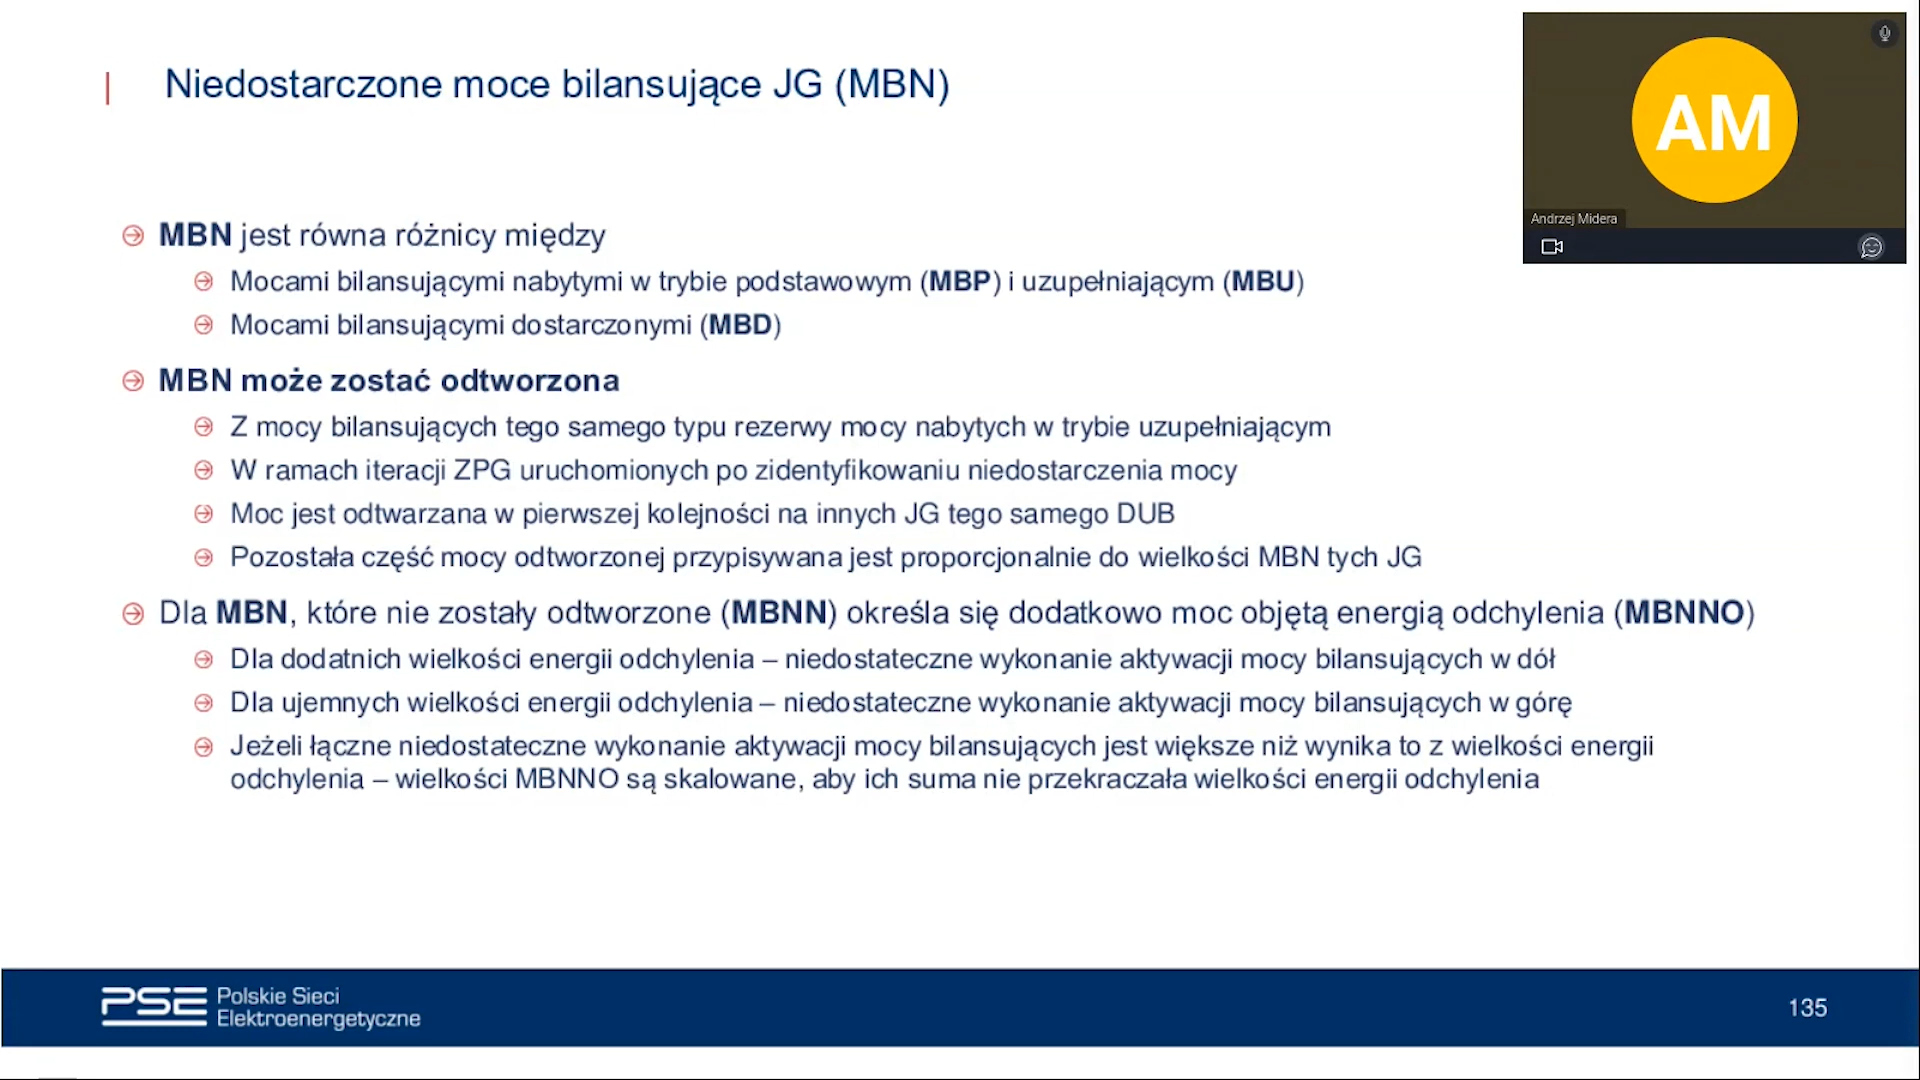 Niedostarczone moce bilansujące JG (MBN)
AM
Andrzej Midera
MBN jest równa różnicy między
Mocami bilansującymi nabytymi w trybie podstawowym (MBP) i uzupełniającym (MBU)
Mocami bilansującymi dostarczonymi (MBD)
MBN może zostać odtworzona
Z mocy bilansujących tego samego typu rezerwy mocy nabytych w trybie uzupełniającym
W ramach iteracji ZPG uruchomionych po zidentyfikowaniu niedostarczenia mocy
Moc jest odtwarzana w pierwszej kolejności na innych JG tego samego DUB
Pozostała część mocy odtworzonej przypisywana jest proporcjonalnie do wielkości MBN tych JG
Dla MBN, które nie zostały odtworzone (MBNN) określa się dodatkowo moc objętą energią odchylenia (MBNNO)
Dla dodatnich wielkości energii odchylenia – niedostateczne wykonanie aktywacji mocy bilansujących w dół
Dla ujemnych wielkości energii odchylenia – niedostateczne wykonanie aktywacji mocy bilansujących w górę
Jeżeli łączne niedostateczne wykonanie aktywacji mocy bilansujących jest większe niż wynika to z wielkości energii
odchylenia – wielkości MBNNO są skalowane, aby ich suma nie przekraczała wielkości energii odchylenia
PSE Polskie Sieci
Elektroenergetyczne
135